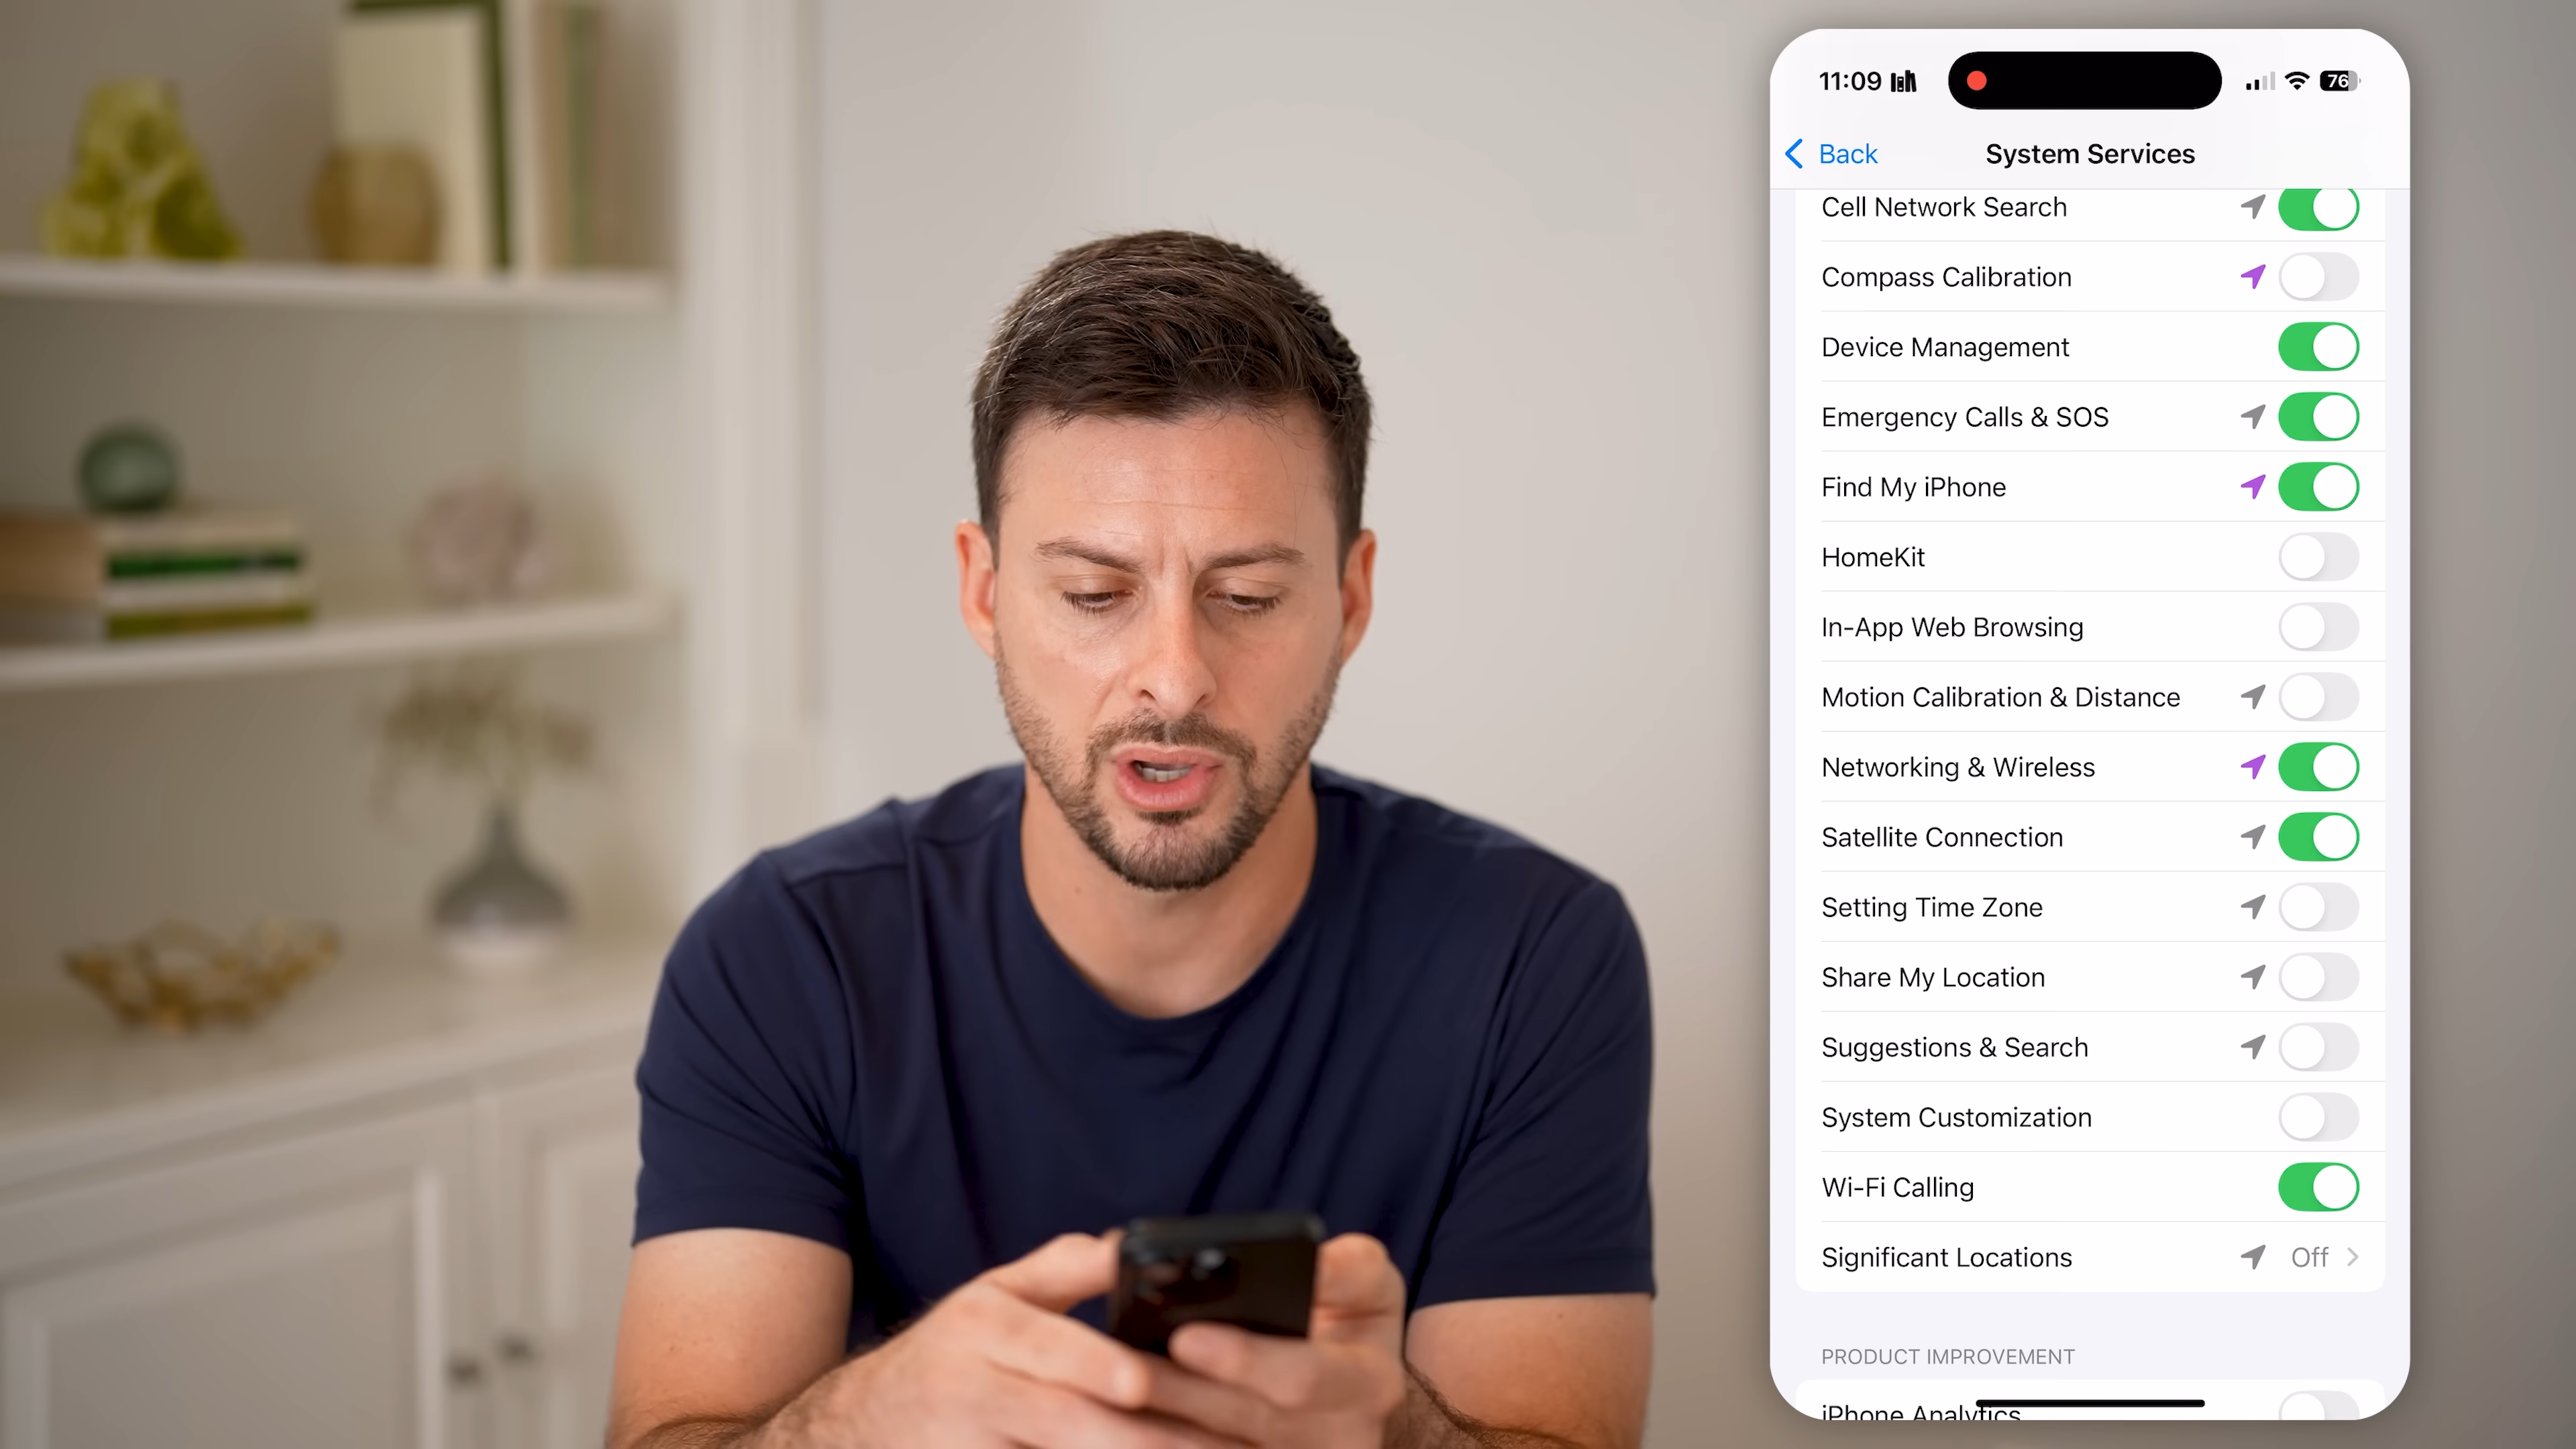 11:09 76
Back System Services
Cell Network Search
Compass Calibration
Device Management
Emergency Calls & SOS
Find My iPhone
HomeKit
In-App Web Browsing
Motion Calibration & Distance
Networking & Wireless
Satellite Connection
Setting Time Zone
Share My Location
Suggestions & Search
System Customization
Wi-Fi Calling
Significant Locations Off
PRODUCT IMPROVEMENT
iPhone Analytics